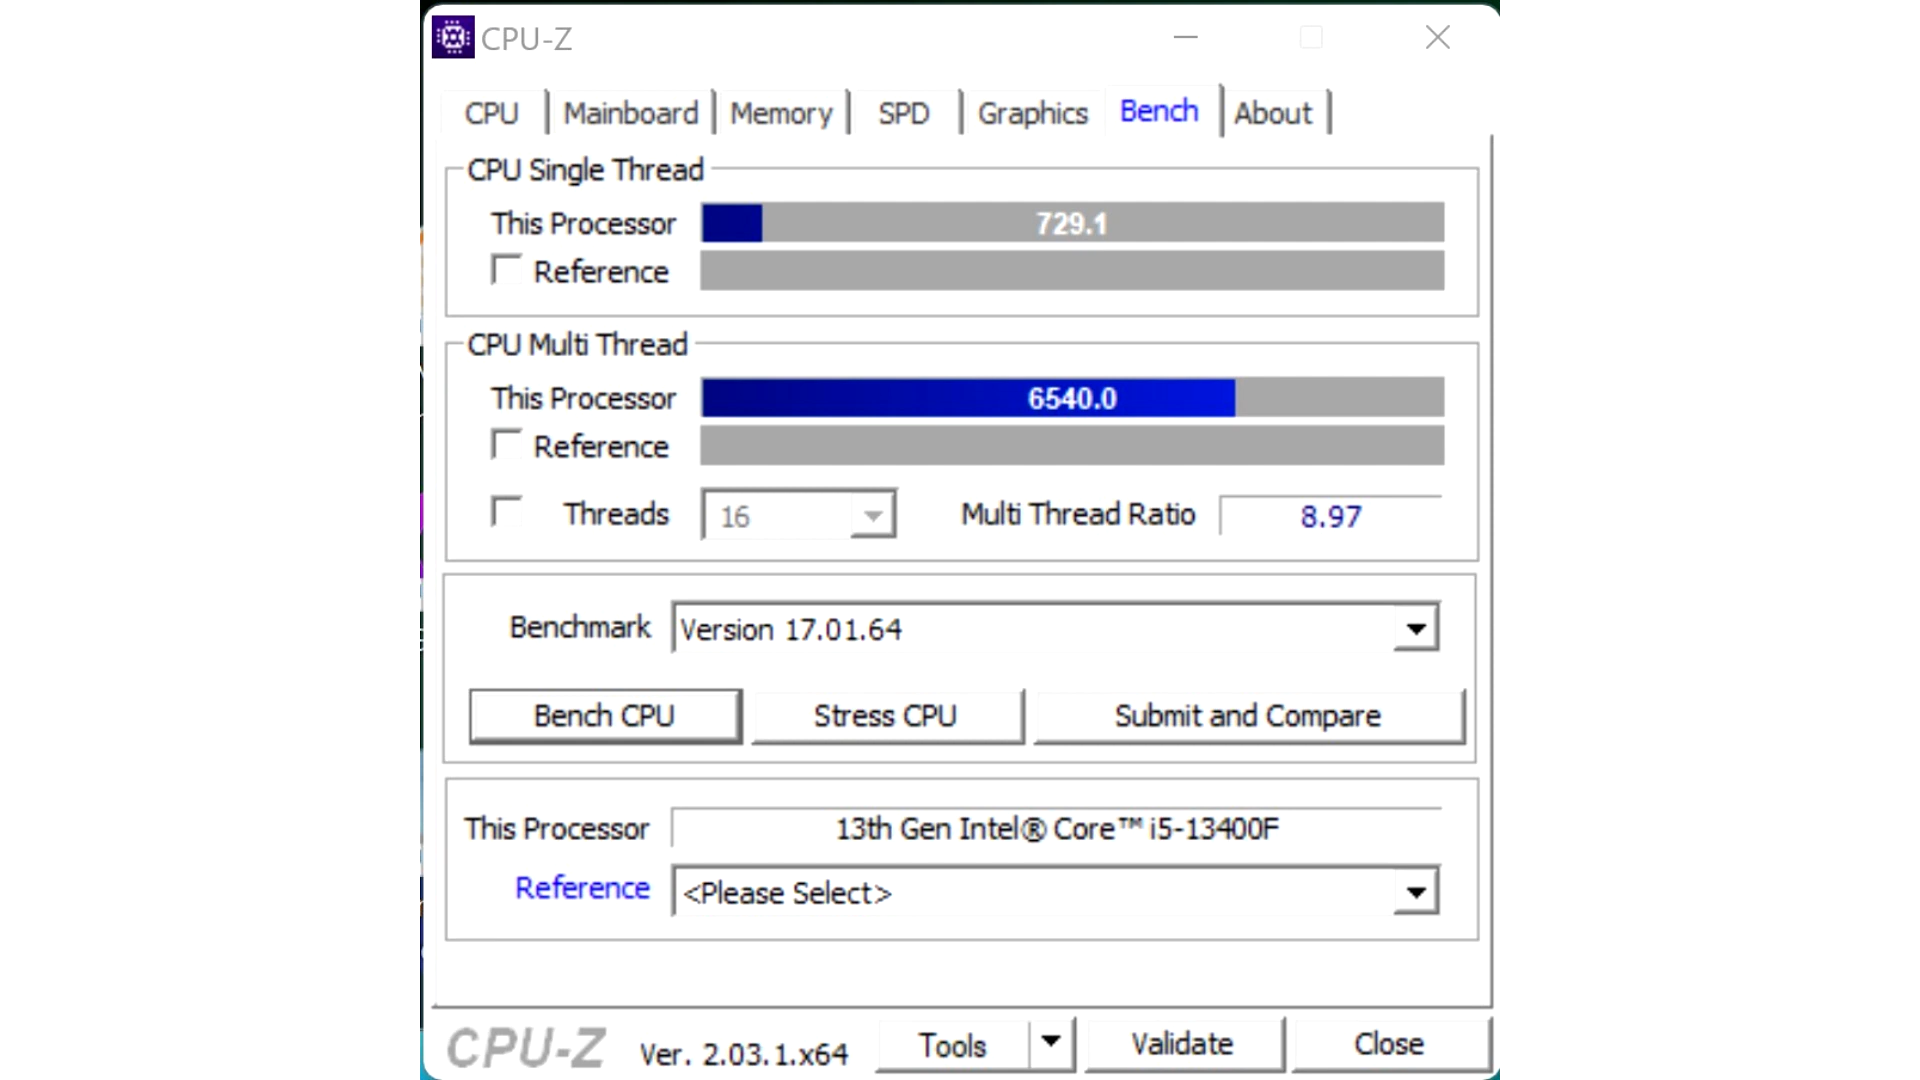 CPU-Z
CPU Mainboard Memory SPD Graphics Bench About
CPU Single Thread
This Processor 729.1
Reference
CPU Multi Thread
This Processor 6540.0
Reference
Threads 16 Multi Thread Ratio 8.97
Benchmark Version 17.01.64
Bench CPU Stress CPU Submit and Compare
This Processor 13th Gen Intel® Core™ i5-13400F
Reference <Please Select>
CPU-Z Ver. 2.03.1.x64 Tools Validate Close